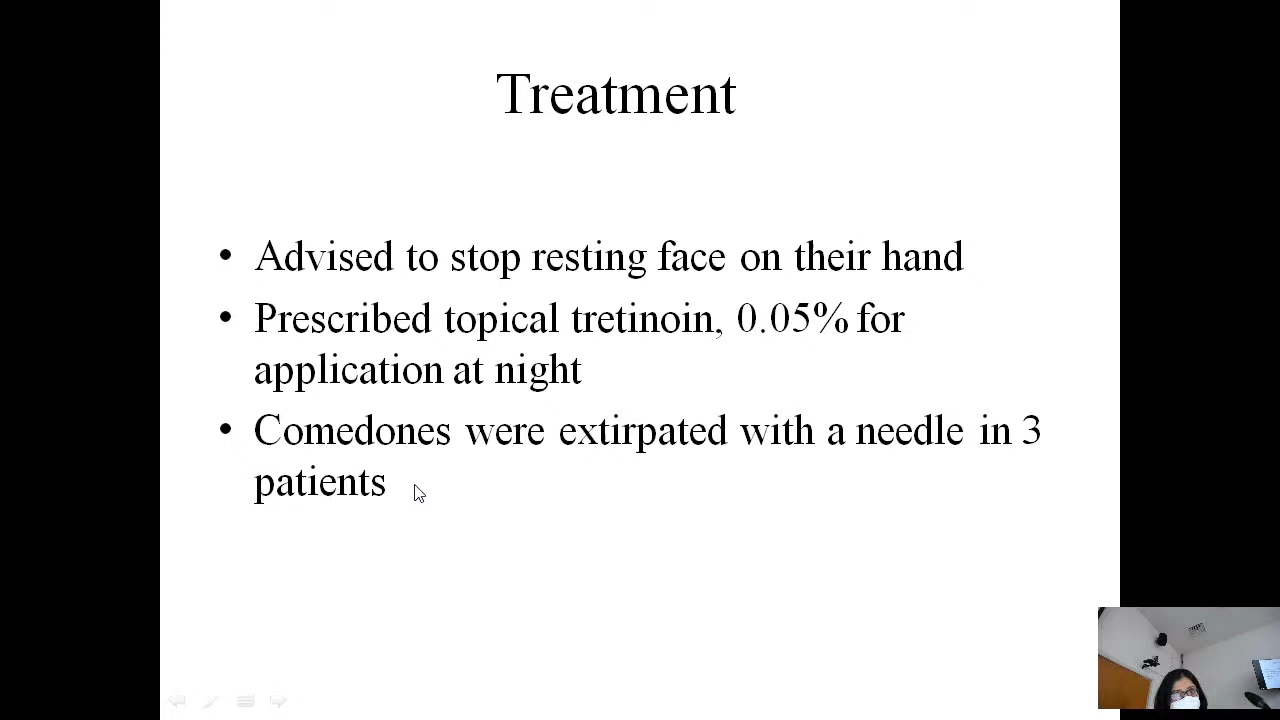 Treatment
• Advised to stop resting face on their hand
• Prescribed topical tretinoin, 0.05% for
application at night
• Comedones were extirpated with a needle in 3
patients